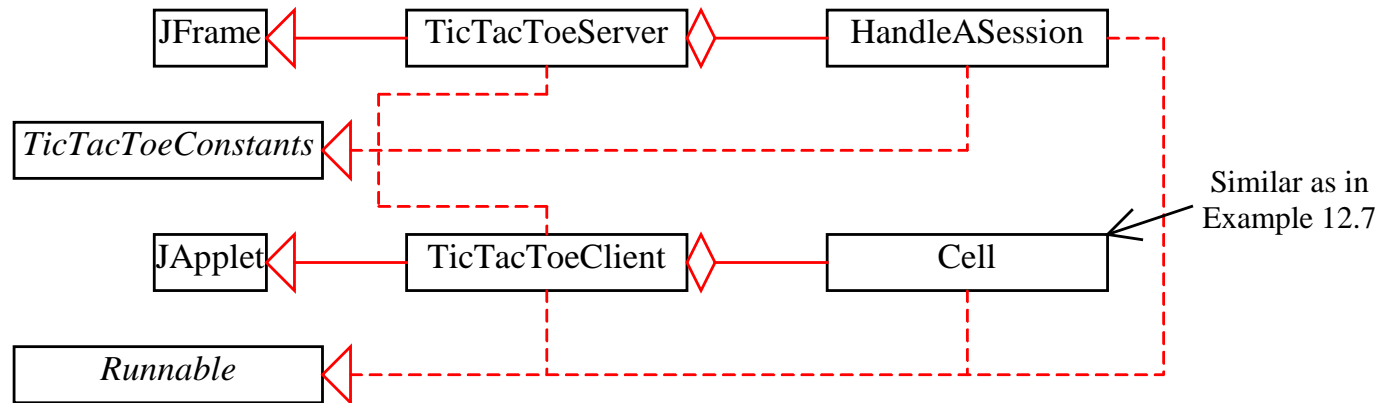 JFrame
TicTacToeServer
HandleASession
TicTacToeConstants
Similar as in
Example 12.7
JApplet
TicTacToeClient
Cell
Runnable